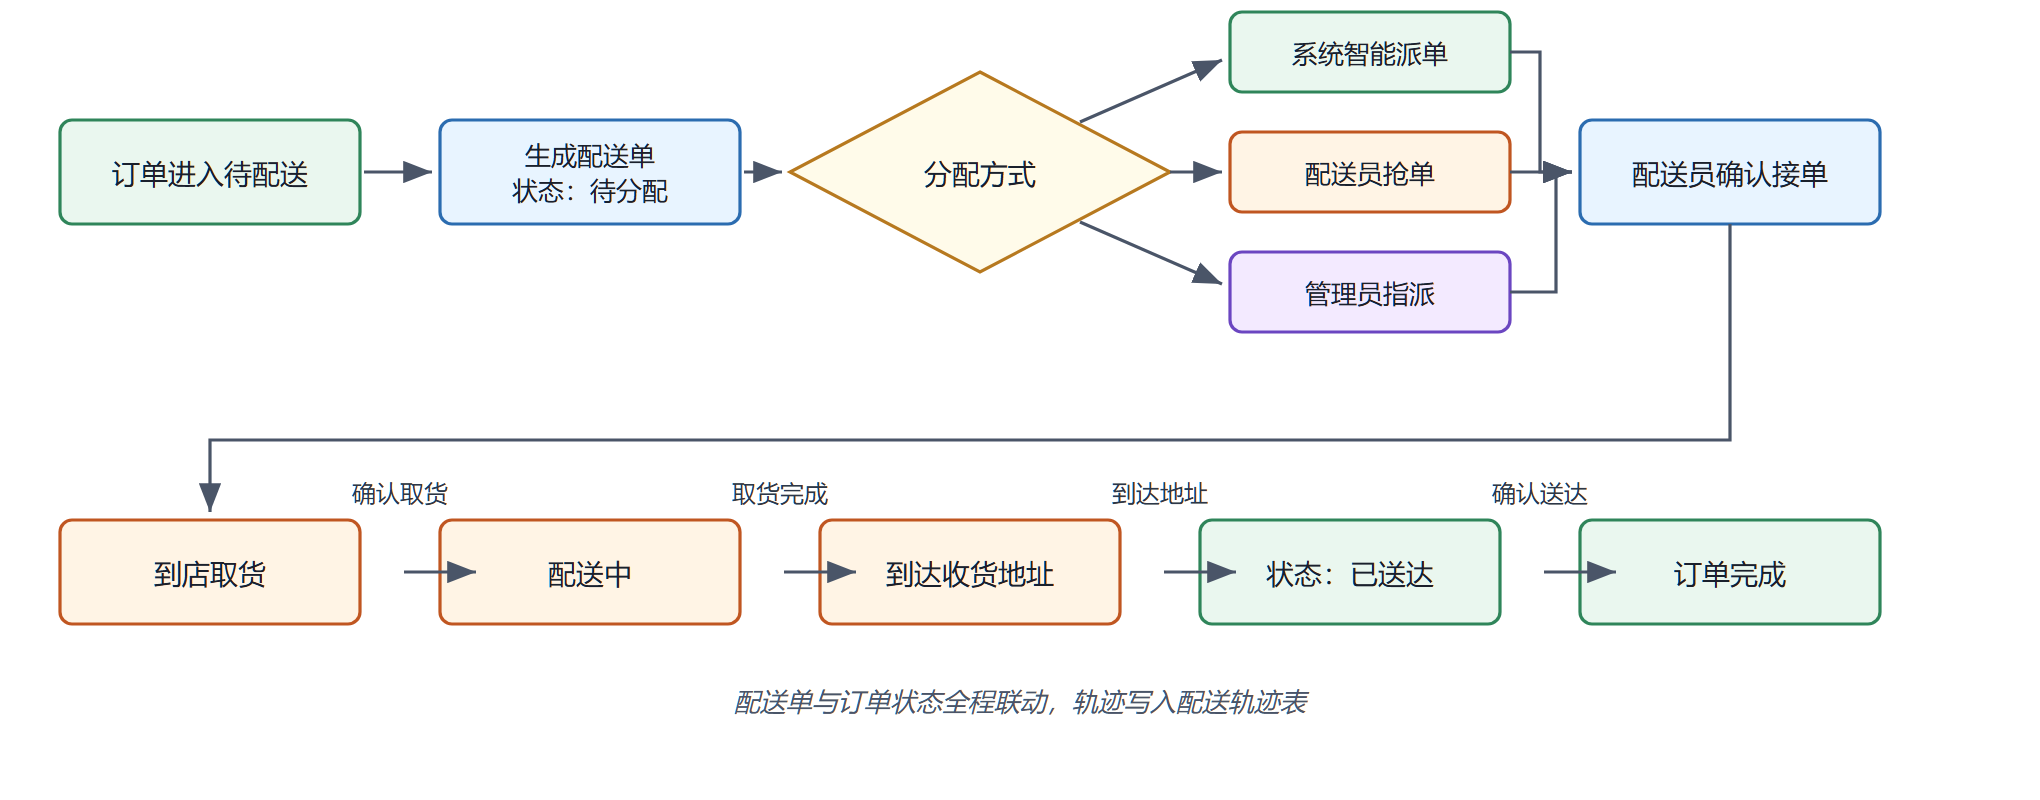 订单进入待配送
生成配送单
状态：待分配
分配方式
系统智能派单
配送员抢单
管理员指派
配送员确认接单
确认取货
取货完成
到达地址
确认送达
到店取货
配送中
到达收货地址
状态：已送达
订单完成
配送单与订单状态全程联动，轨迹写入配送轨迹表